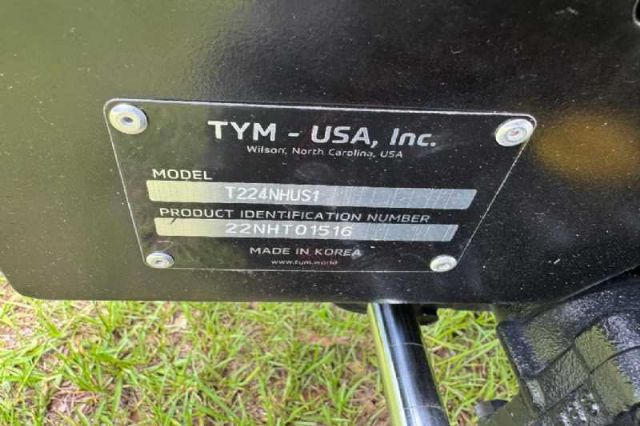 TYM - USA, Inc.
Wilson, North Carolina, USA
MODEL
T224NHUS1
PRODUCT IDENTIFICATION NUMBER
22NHT01516
MADE IN KOREA
www.tym.world